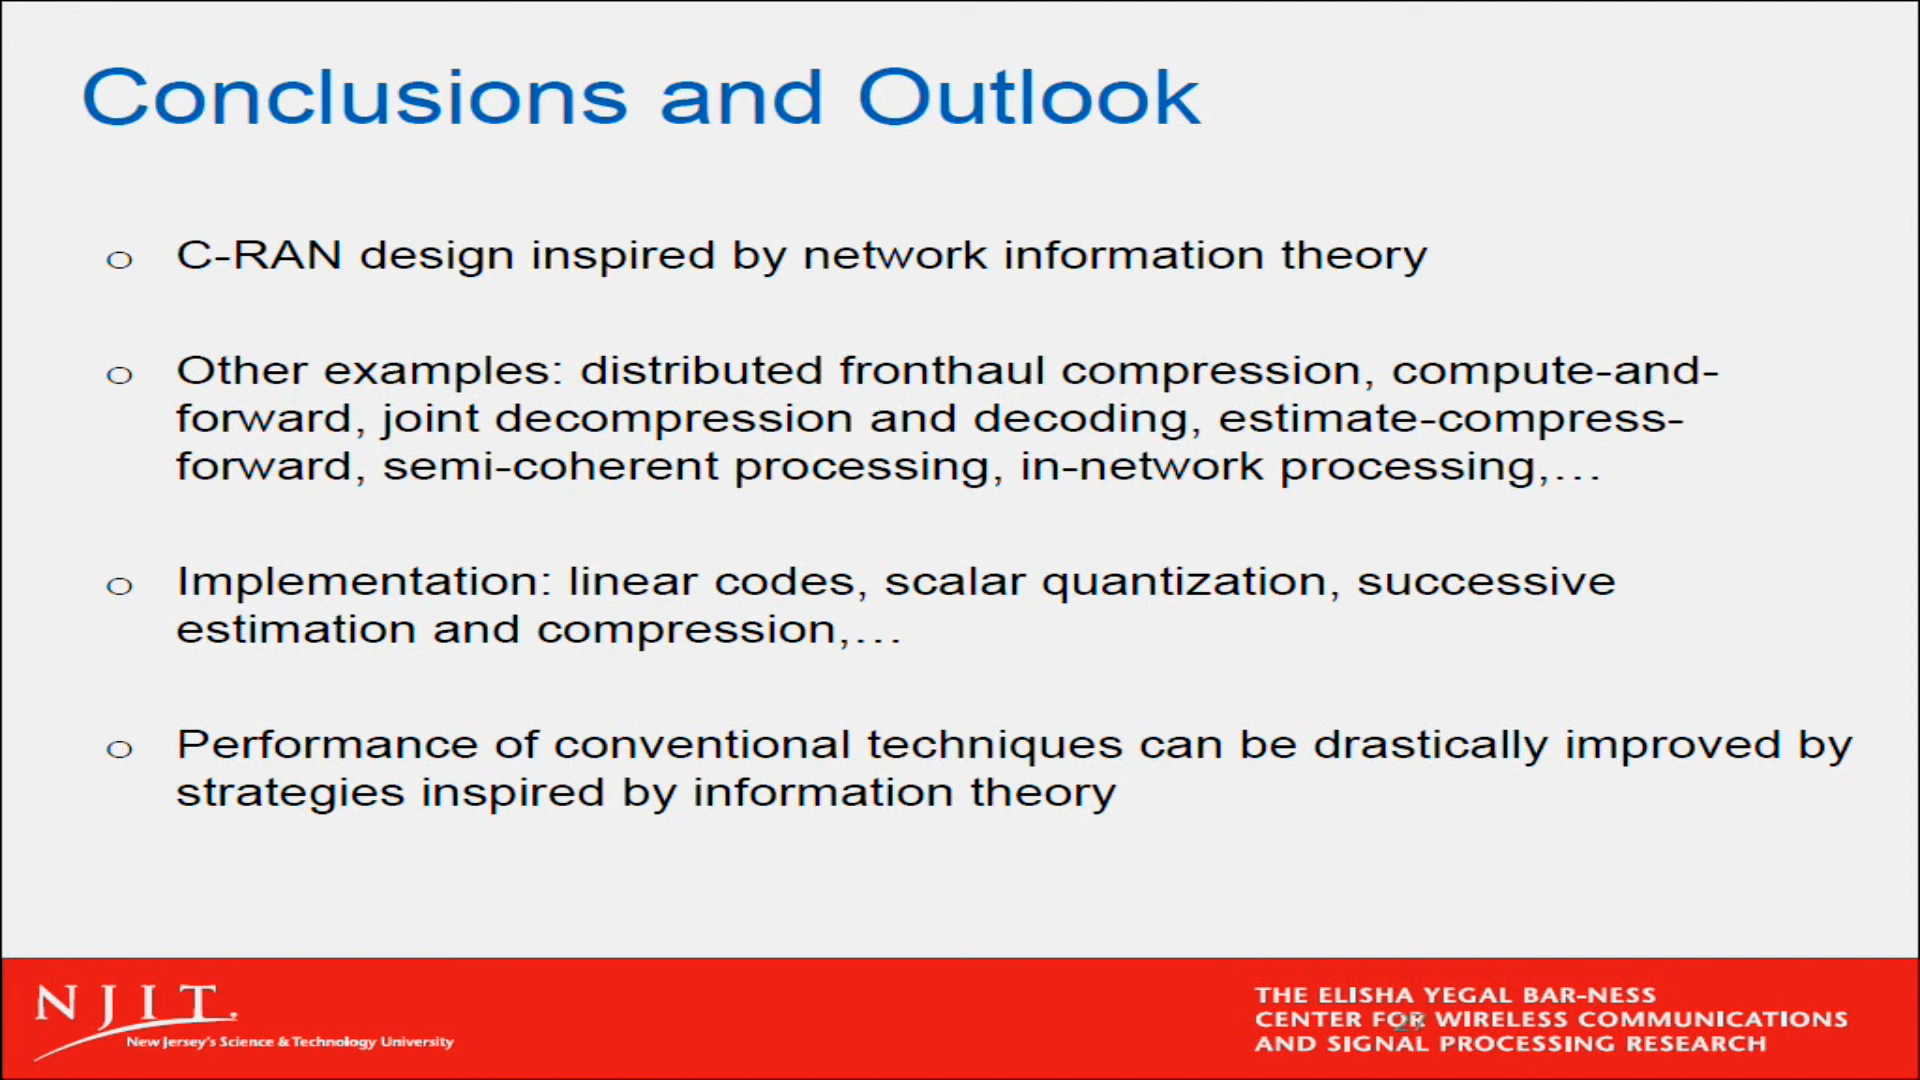 Conclusions and Outlook
C-RAN design inspired by network information theory
Other examples: distributed fronthaul compression, compute-and-
forward, joint decompression and decoding, estimate-compress-
forward, semi-coherent processing, in-network processing,…
Implementation: linear codes, scalar quantization, successive
estimation and compression,…
Performance of conventional techniques can be drastically improved by
strategies inspired by information theory
NJIT.
New Jersey's Science & Technology University
THE ELISHA YEGAL BAR-NESS
CENTER FOR WIRELESS COMMUNICATIONS
AND SIGNAL PROCESSING RESEARCH